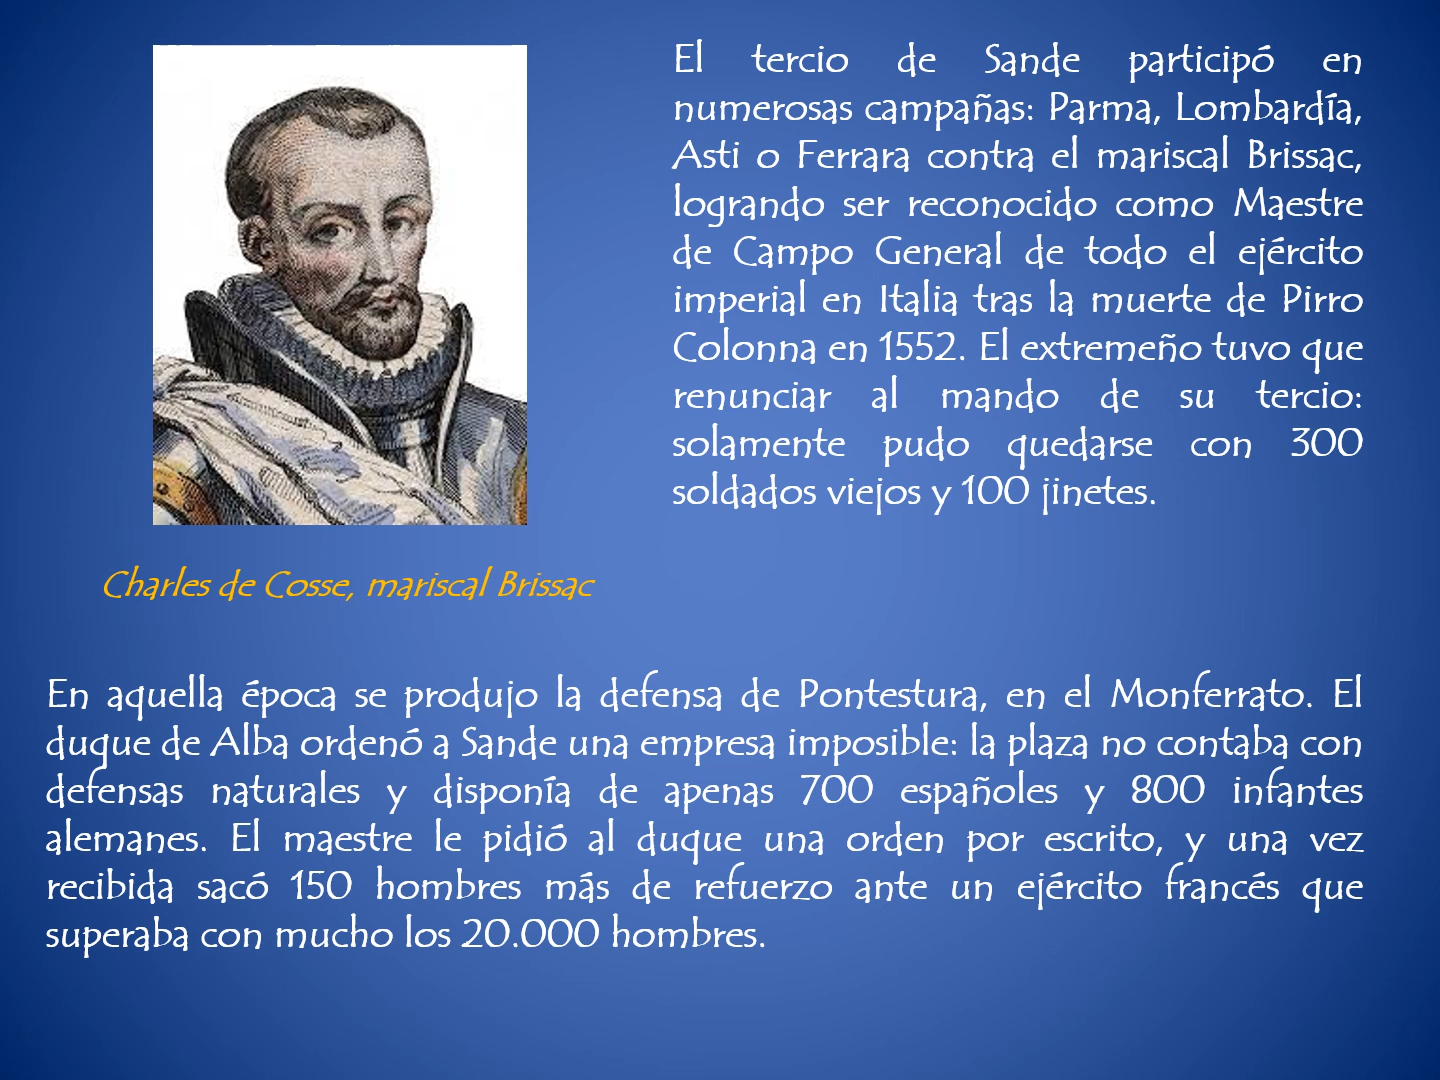 El tercio de Sande participó en
numerosas campañas: Parma, Lombardía,
Asti o Ferrara contra el mariscal Brissac,
logrando ser reconocido como Maestre
de Campo General de todo el ejército
imperial en Italia tras la muerte de Pirro
Colonna en 1552. El extremeño tuvo que
renunciar al mando de su tercio:
solamente pudo quedarse con 300
soldados viejos y 100 jinetes.
Charles de Cosse, mariscal Brissac
En aquella época se produjo la defensa de Pontestura, en el Monferrato. El
duque de Alba ordenó a Sande una empresa imposible: la plaza no contaba con
defensas naturales y disponía de apenas 700 españoles y 800 infantes
alemanes. El maestre le pidió al duque una orden por escrito, y una vez
recibida sacó 150 hombres más de refuerzo ante un ejército francés que
superaba con mucho los 20.000 hombres.